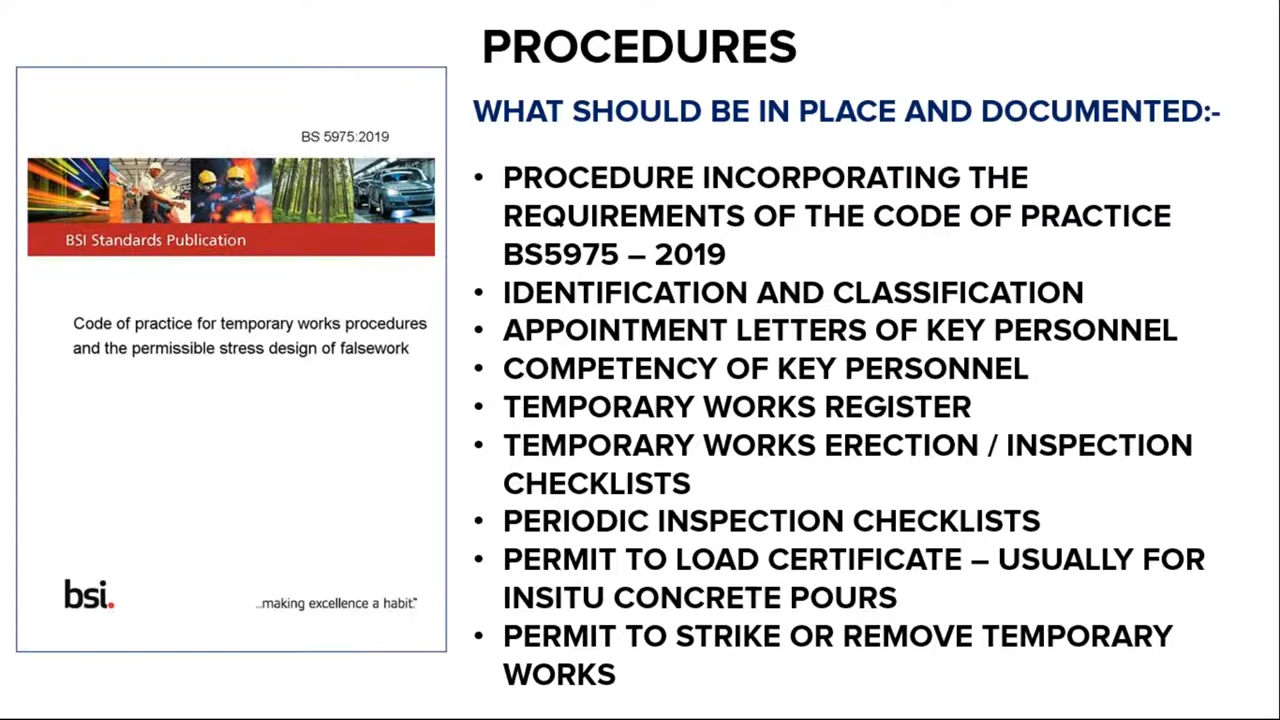 PROCEDURES
BS 5975:2019
BSI Standards Publication
Code of practice for temporary works procedures
and the permissible stress design of falsework
bsi.
...making excellence a habit.™
WHAT SHOULD BE IN PLACE AND DOCUMENTED:-
• PROCEDURE INCORPORATING THE
REQUIREMENTS OF THE CODE OF PRACTICE
BS5975 – 2019
• IDENTIFICATION AND CLASSIFICATION
• APPOINTMENT LETTERS OF KEY PERSONNEL
• COMPETENCY OF KEY PERSONNEL
• TEMPORARY WORKS REGISTER
• TEMPORARY WORKS ERECTION / INSPECTION
CHECKLISTS
• PERIODIC INSPECTION CHECKLISTS
• PERMIT TO LOAD CERTIFICATE – USUALLY FOR
INSITU CONCRETE POURS
• PERMIT TO STRIKE OR REMOVE TEMPORARY
WORKS